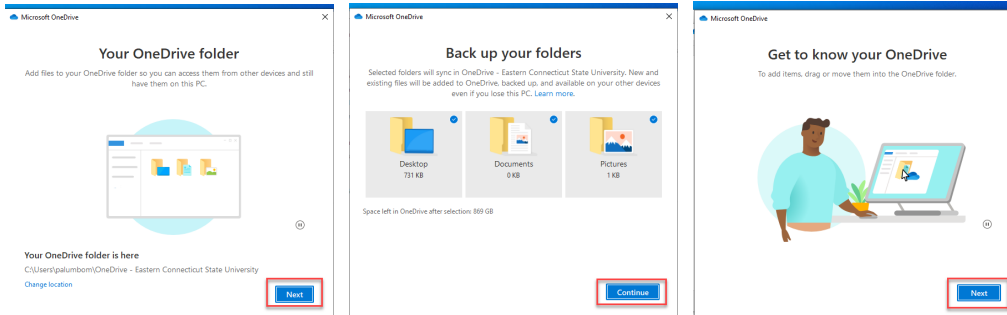 Microsoft OneDrive
Your OneDrive folder
Add files to your OneDrive folder so you can access them from other devices and still
have them on this PC.
Your OneDrive folder is here
C:\Users\palumbom\OneDrive - Eastern Connecticut State University
Change location
Next
Microsoft OneDrive
Back up your folders
Selected folders will sync in OneDrive - Eastern Connecticut State University. New and
existing files will be added to OneDrive, backed up, and available on your other devices
even if you lose this PC. Learn more.
Desktop
731 KB
Documents
0 KB
Pictures
1 KB
Space left in OneDrive after selection: 869 GB
Continue
Microsoft OneDrive
Get to know your OneDrive
To add items, drag or move them into the OneDrive folder.
Next